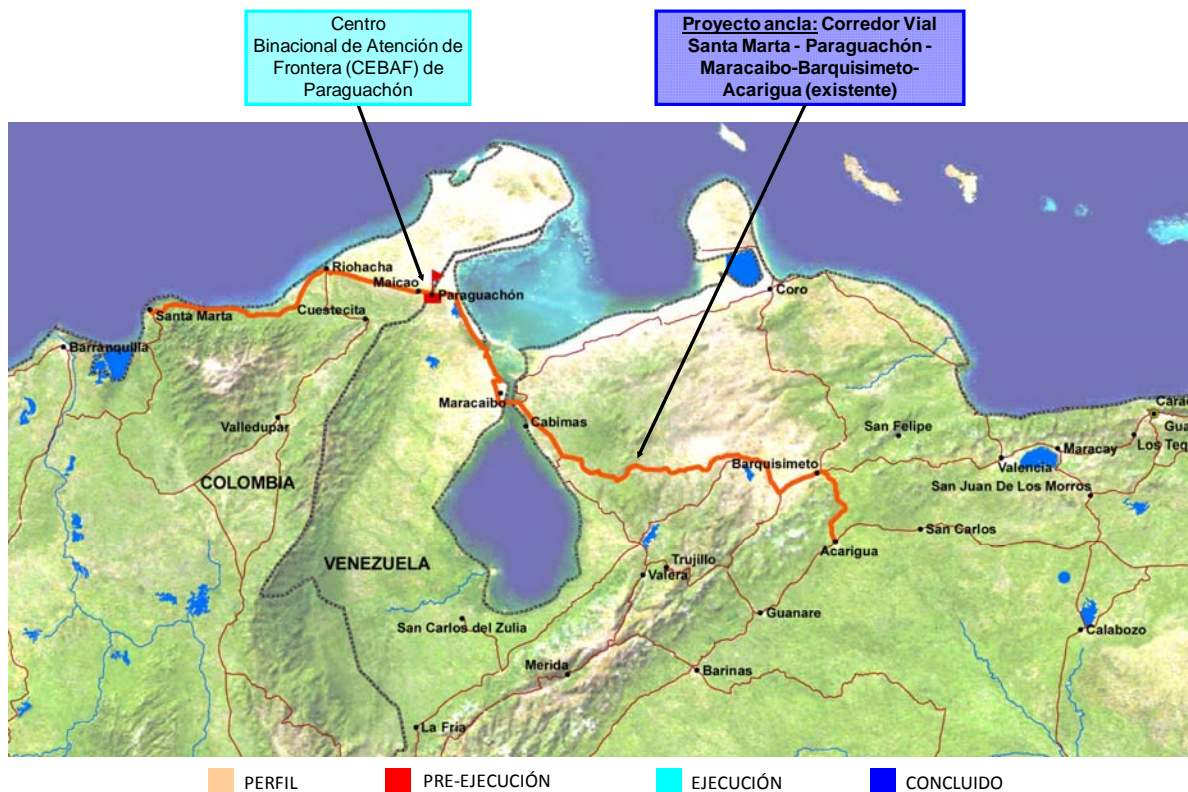 Centro
Binacional de Atención de
Frontera (CEBAF) de
Paraguachón
Proyecto ancla: Corredor Vial
Santa Marta - Paraguachón -
Maracaibo-Barquisimeto-
Acarigua (existente)
Riohacha
Maicao
Paraguachón
Coro
Santa Marta
Cuestecita
Barranquilla
Maracaibo
Cabimas
Valledupar
San Felipe
Carac
Gua
Los Teq
Maracay
Valencia
Barquisimeto
COLOMBIA
San Juan De Los Morros
San Carlos
Acarigua
VENEZUELA
Trujillo
Valera
Guanare
San Carlos del Zulia
Calabozo
Merida
Barinas
La Fria
PERFIL
PRE-EJECUCIÓN
EJECUCIÓN
CONCLUIDO